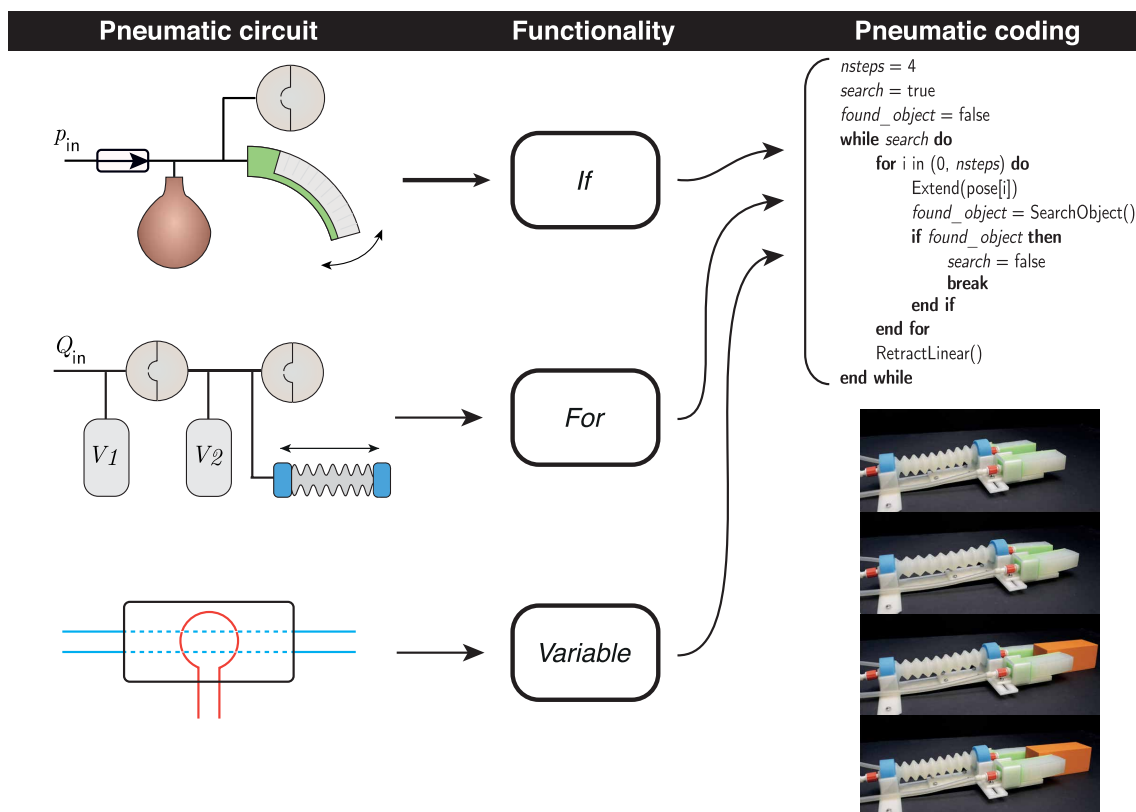 Pneumatic circuit Functionality Pneumatic coding
p_in
If
nsteps = 4
search = true
found_object = false
while search do
for i in (0, nsteps) do
Extend(pose[i])
found_object = SearchObject()
if found_object then
search = false
break
end if
end for
RetractLinear()
end while
Q_in
V1 V2
For
Variable